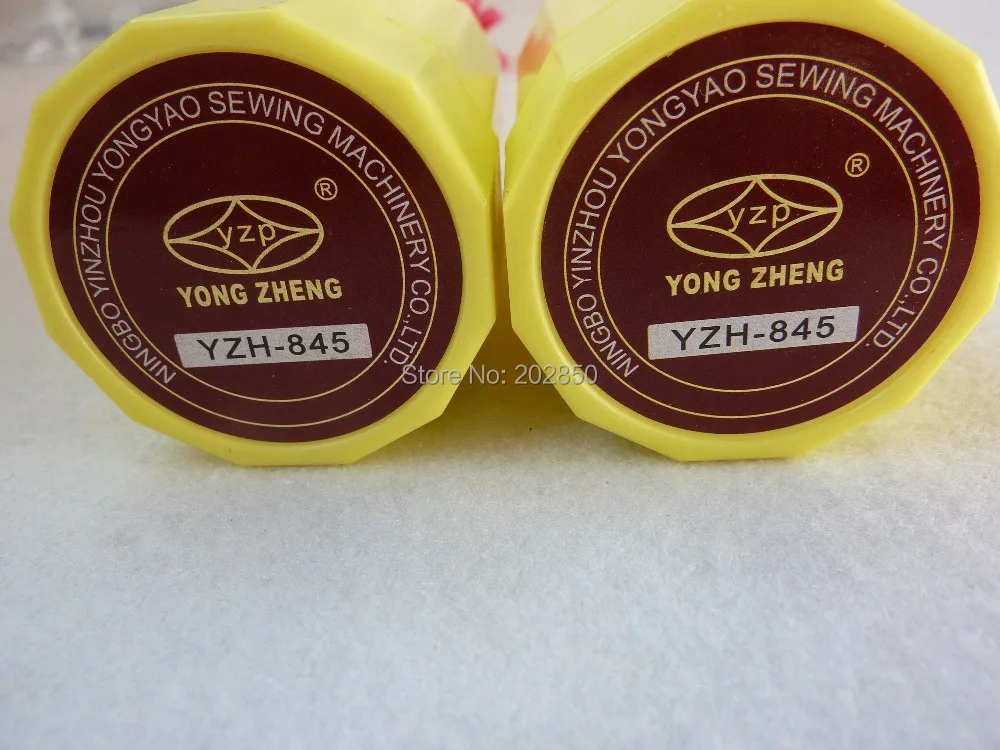 NINGBO YINZHOU YONGYAO SEWING MACHINERY CO.,LTD.
yzp ®
YONG ZHENG
YZH-845
NINGBO YINZHOU YONGYAO SEWING MACHINERY CO.,LTD.
yzp ®
YONG ZHENG
YZH-845
Store No: 202850